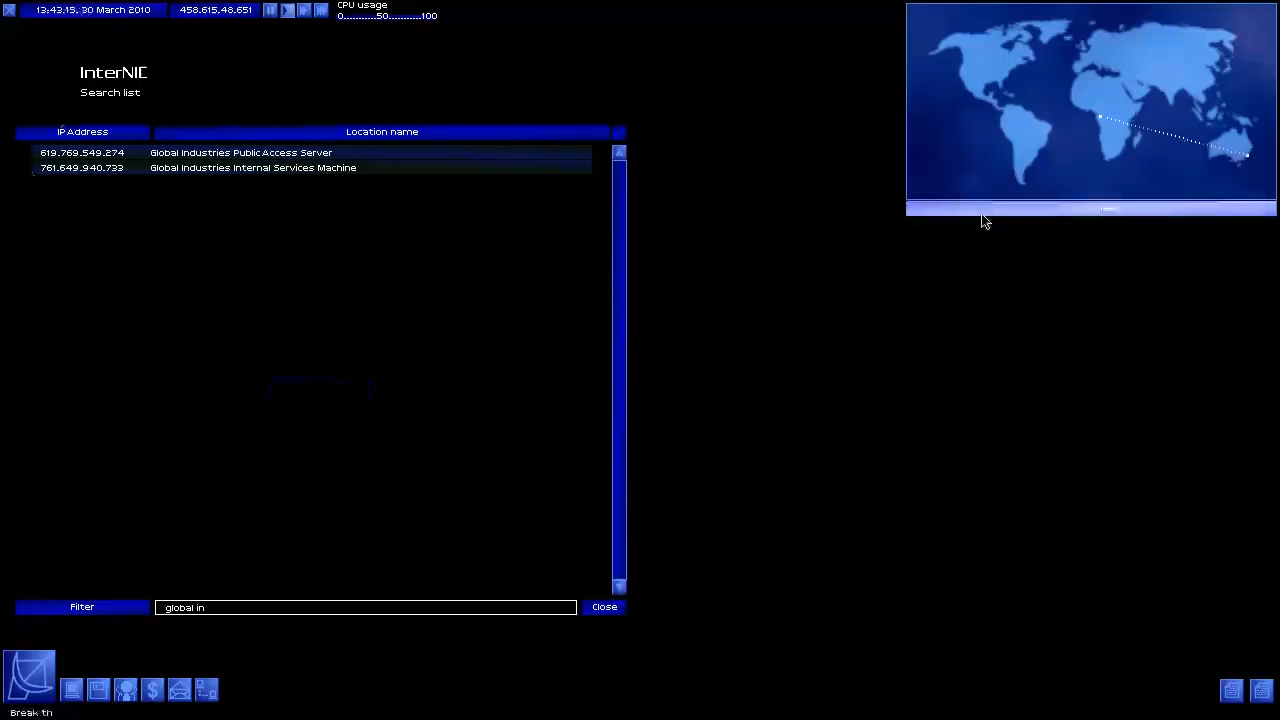 13:43.15, 30 March 2010
458.615.48.651
CPU usage
0...........50...........100
InterNIC
Search list
IP Address
Location name
619.769.549.274 Global Industries Public Access Server
761.649.940.733 Global Industries Internal Services Machine
Filter
global in
Close
$
Break th